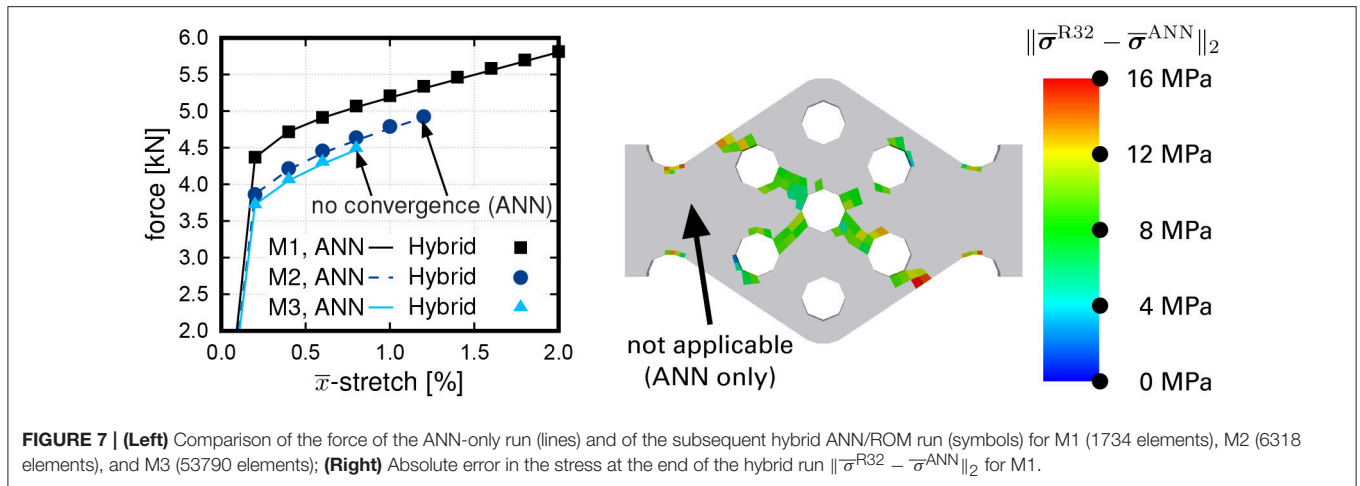 6.0
5.5
5.0
4.5
4.0
3.5
3.0
2.5
2.0
force [kN]
0.0 0.5 1.0 1.5 2.0
x̅-stretch [%]
no convergence (ANN)
M1, ANN Hybrid
M2, ANN Hybrid
M3, ANN Hybrid
not applicable
(ANN only)
‖σ̅^R32 − σ̅^ANN‖₂
16 MPa
12 MPa
8 MPa
4 MPa
0 MPa
FIGURE 7 | (Left) Comparison of the force of the ANN-only run (lines) and of the subsequent hybrid ANN/ROM run (symbols) for M1 (1734 elements), M2 (6318
elements), and M3 (53790 elements); (Right) Absolute error in the stress at the end of the hybrid run ‖σ̅^R32 − σ̅^ANN‖₂ for M1.